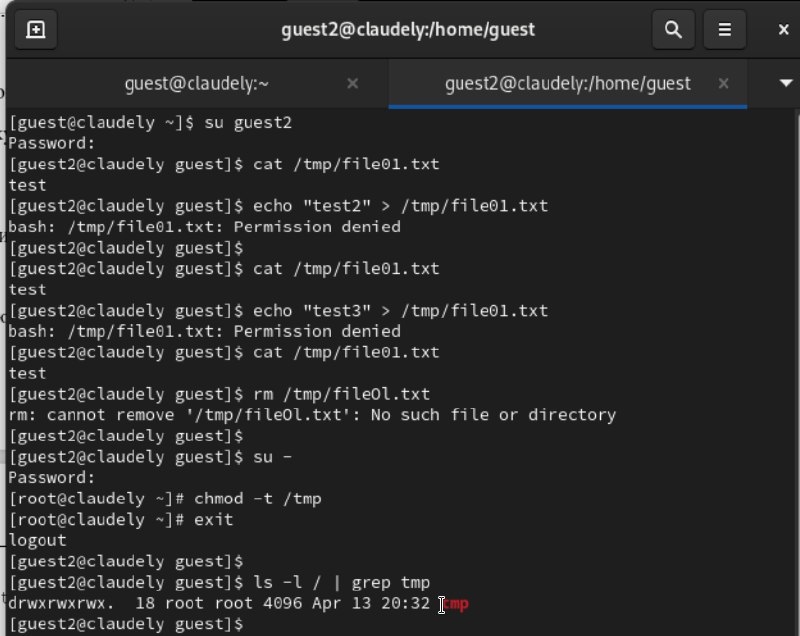 guest2@claudely:/home/guest
guest@claudely:~
guest2@claudely:/home/guest
[guest@claudely ~]$ su guest2
Password:
[guest2@claudely guest]$ cat /tmp/file01.txt
test
[guest2@claudely guest]$ echo "test2" > /tmp/file01.txt
bash: /tmp/file01.txt: Permission denied
[guest2@claudely guest]$
[guest2@claudely guest]$ cat /tmp/file01.txt
test
[guest2@claudely guest]$ echo "test3" > /tmp/file01.txt
bash: /tmp/file01.txt: Permission denied
[guest2@claudely guest]$ cat /tmp/file01.txt
test
[guest2@claudely guest]$ rm /tmp/fileOl.txt
rm: cannot remove '/tmp/fileOl.txt': No such file or directory
[guest2@claudely guest]$
[guest2@claudely guest]$ su -
Password:
[root@claudely ~]# chmod -t /tmp
[root@claudely ~]# exit
logout
[guest2@claudely guest]$
[guest2@claudely guest]$ ls -l / | grep tmp
drwxrwxrwx.  18 root root 4096 Apr 13 20:32 tmp
[guest2@claudely guest]$